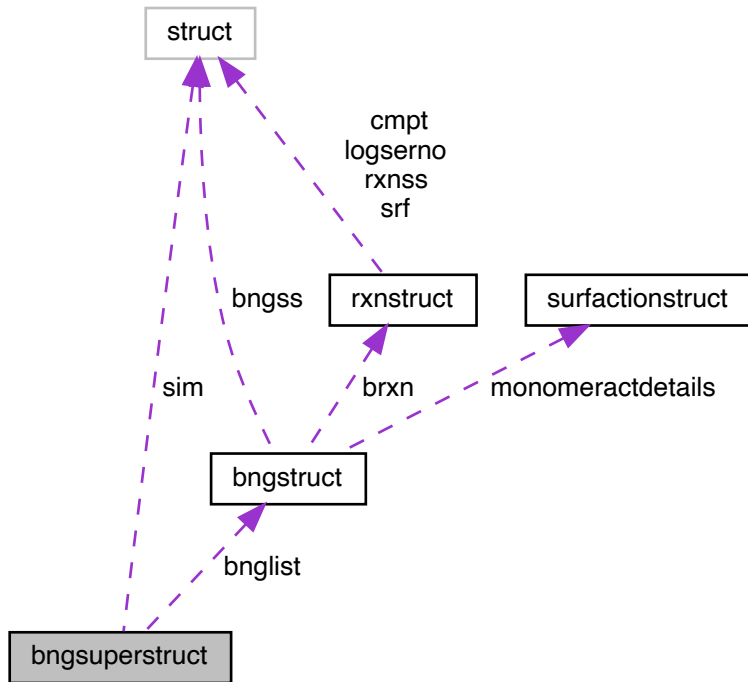 struct
cmpt
logserno
rxnss
srf
bngss
rxnstruct
surfactionstruct
sim
brxn
monomeractdetails
bngstruct
bnglist
bngsuperstruct